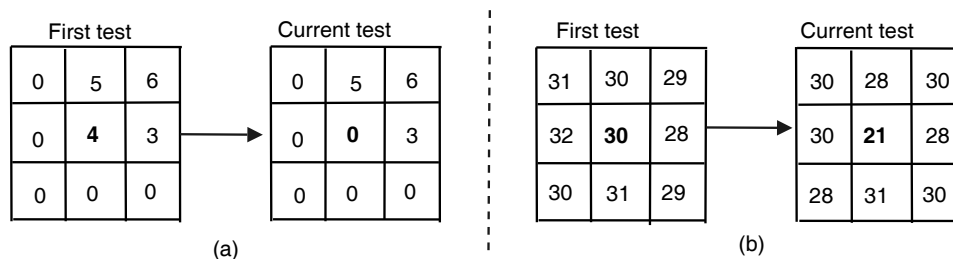 First test
Current test
0 5 6
0 4 3
0 0 0
0 5 6
0 0 3
0 0 0
(a)
First test
Current test
31 30 29
32 30 28
30 31 29
30 28 30
30 21 28
28 31 30
(b)